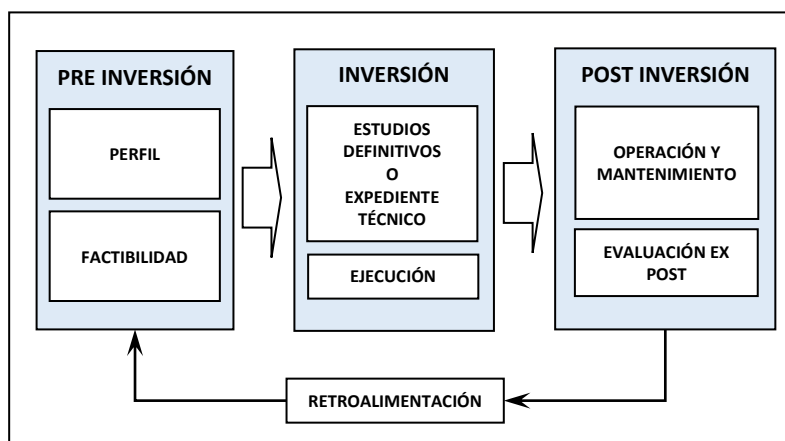 PRE INVERSIÓN
PERFIL
FACTIBILIDAD
INVERSIÓN
ESTUDIOS
DEFINITIVOS
O
EXPEDIENTE
TÉCNICO
EJECUCIÓN
POST INVERSIÓN
OPERACIÓN Y
MANTENIMIENTO
EVALUACIÓN EX
POST
RETROALIMENTACIÓN